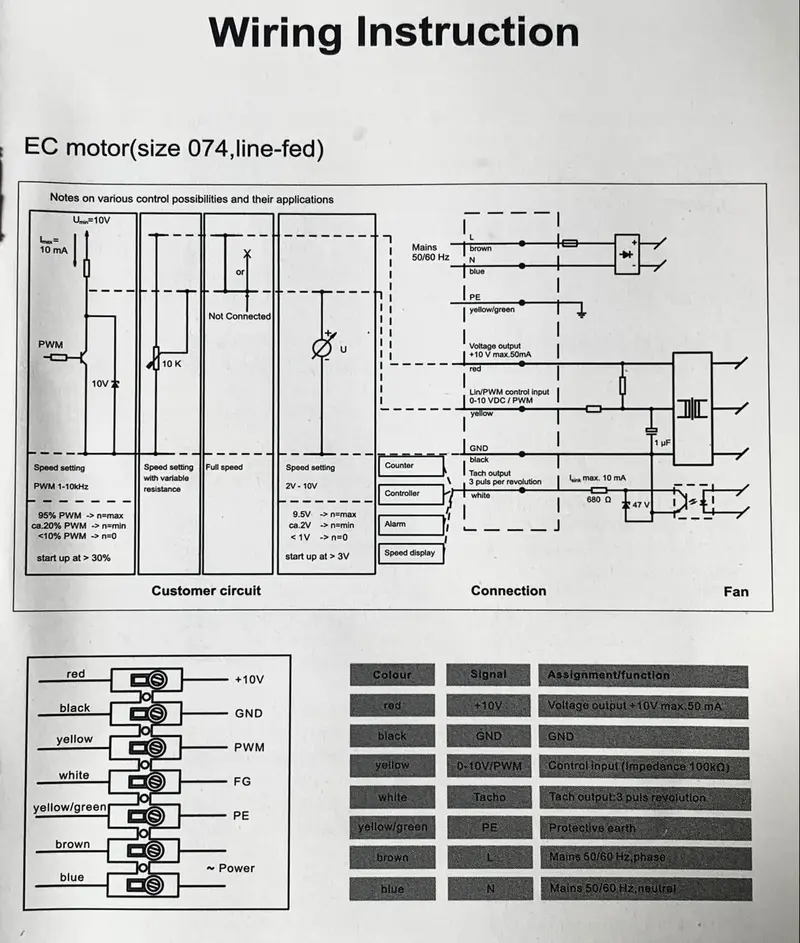 Wiring Instruction
EC motor(size 074,line-fed)
Notes on various control possibilities and their applications
Umin=10V
Imax=
10 mA
PWM
10V
Speed setting
PWM 1-10kHz
95% PWM -> n=max
ca.20% PWM -> n=min
<10% PWM -> n=0
start up at > 30%
10 K
Speed setting
with variable
resistance
or
Not Connected
Full speed
+
U
-
Speed setting
2V - 10V
9.5V -> n=max
ca.2V -> n=min
< 1V -> n=0
start up at > 3V
Counter
Controller
Alarm
Speed display
Mains
50/60 Hz
L
brown
N
blue
PE
yellow/green
Voltage output
+10 V max.50mA
red
Lin/PWM control input
0-10 VDC / PWM
yellow
GND
black
Tach output
3 puls per revolution
white
+
-
1 µF
Isink max. 10 mA
680 Ω
47 V
Customer circuit
Connection
Fan
red +10V
black GND
yellow PWM
white FG
yellow/green PE
brown
~ Power
blue
Colour Signal Assignment/function
red +10V Voltage output +10V max.50 mA
black GND GND
yellow 0-10V/PWM Control input (Impedance 100kΩ)
white Tacho Tach output:3 puls revolution
yellow/green PE Protective earth
brown L Mains 50/60 Hz,phase
blue N Mains 50/60 Hz,neutral